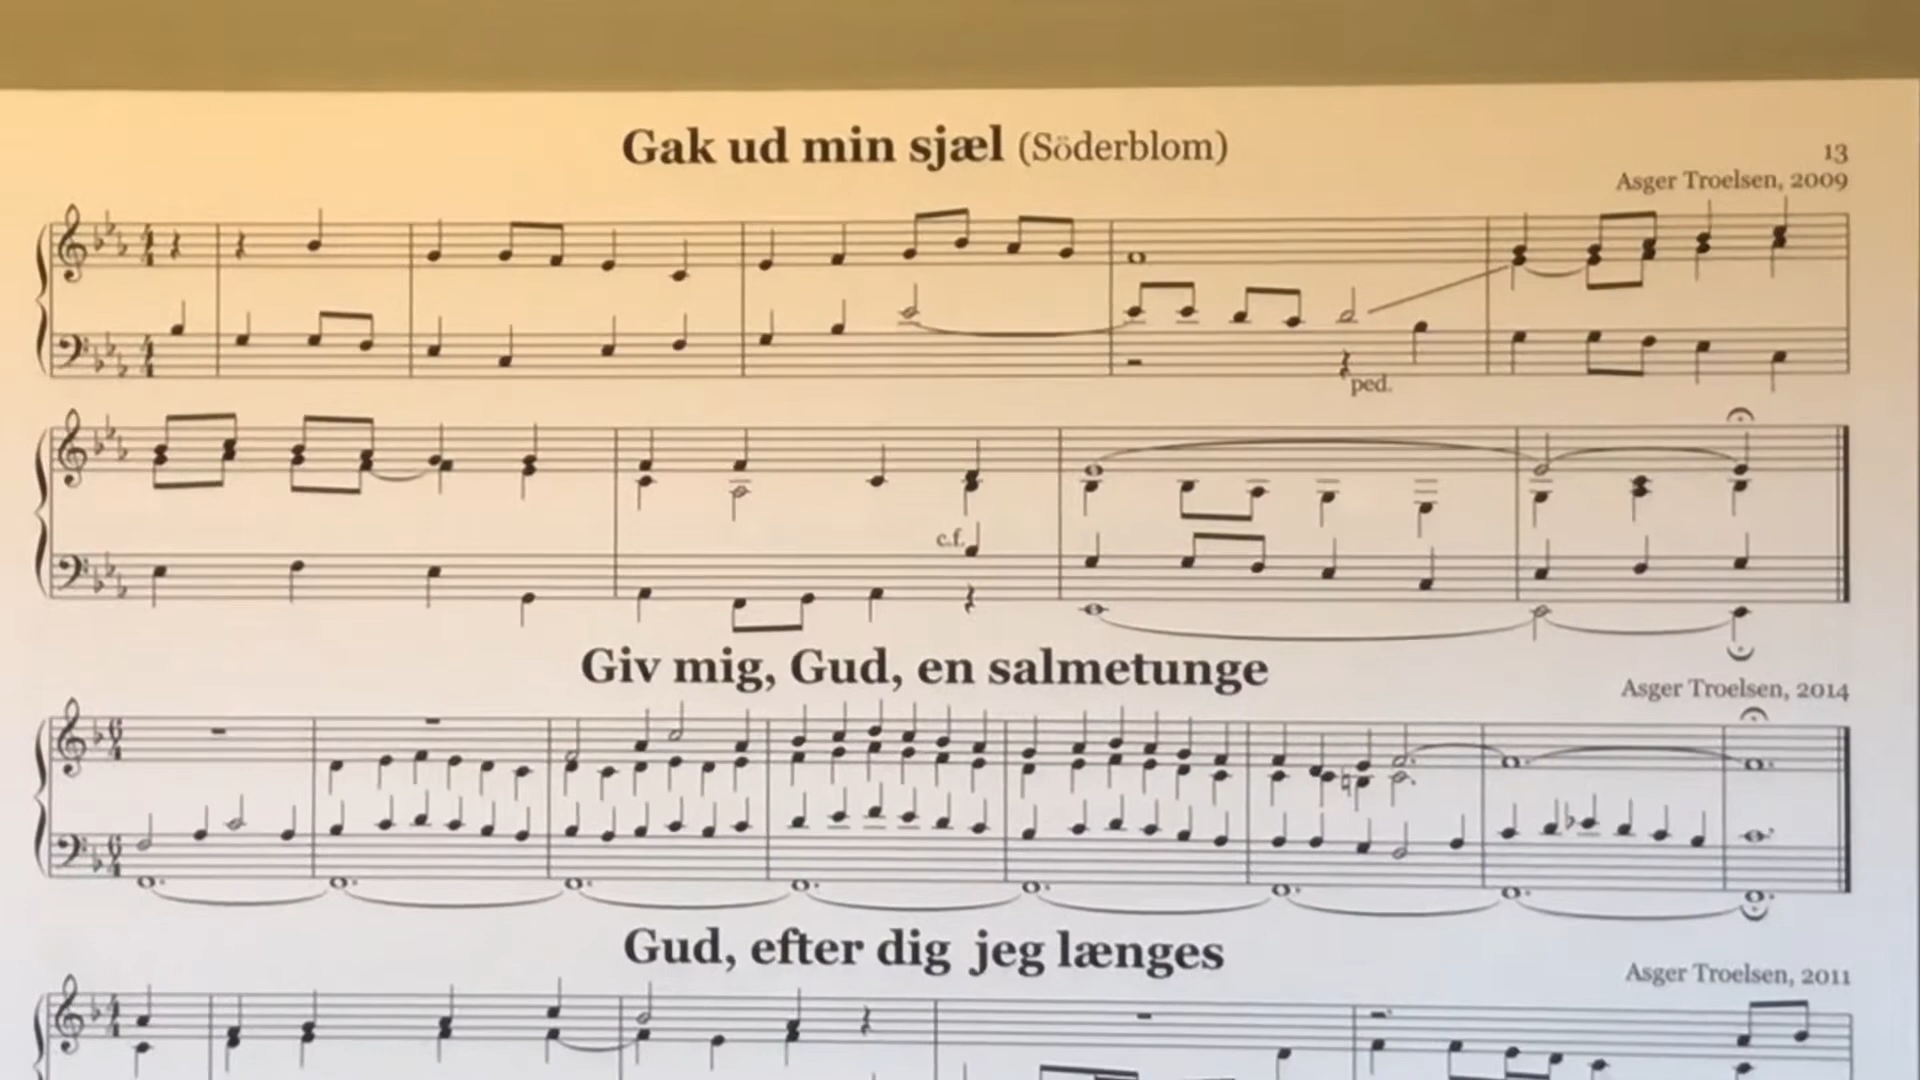 Gak ud min sjæl (Söderblom)
13
Asger Troelsen, 2009
ped.
c.f.
Giv mig, Gud, en salmetunge
Asger Troelsen, 2014
Gud, efter dig jeg længes
Asger Troelsen, 2011